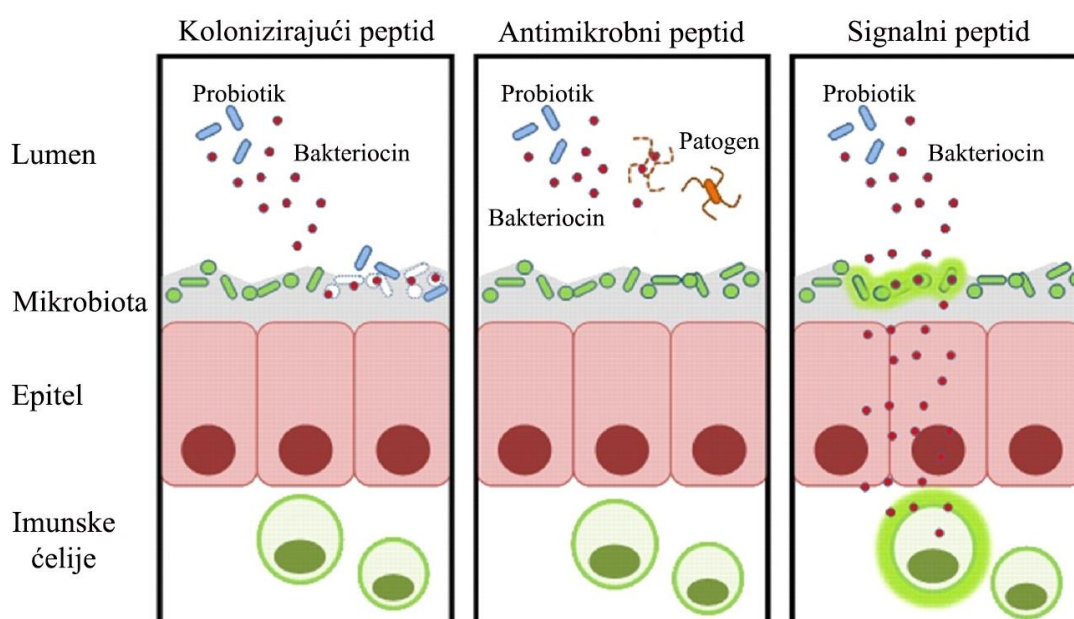 Kolonizirajući peptid
Antimikrobni peptid
Signalni peptid
Lumen
Probiotik
Bakteriocin
Probiotik
Patogen
Bakteriocin
Probiotik
Bakteriocin
Mikrobiota
Epitel
Imunske
ćelije